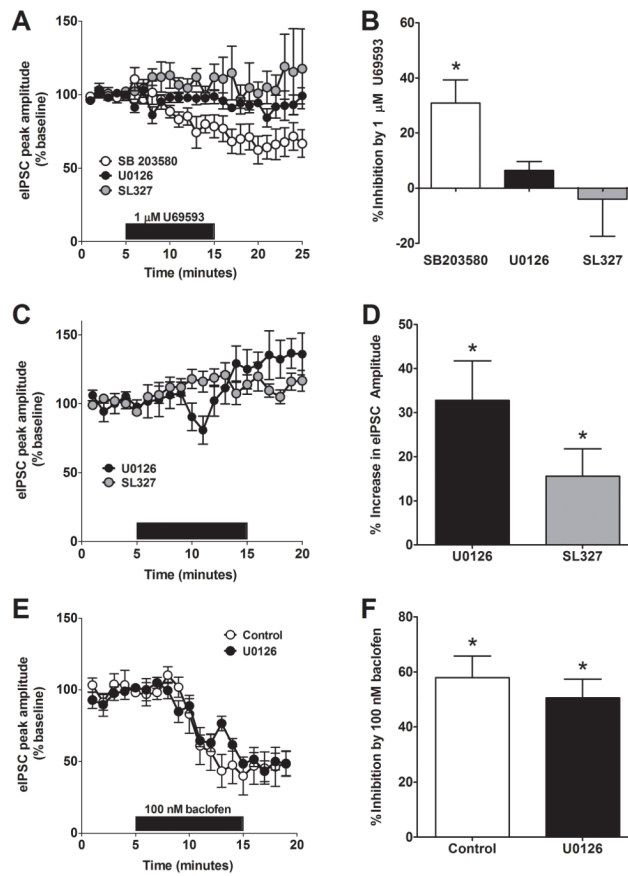 A
eIPSC peak amplitude
(% baseline)
150
100
50
0
SB 203580
U0126
SL327
1 μM U69593
0 5 10 15 20 25
Time (minutes)
B
% Inhibition by 1 μM U69593
60
40
20
0
-20
SB203580 U0126 SL327
*
C
eIPSC peak amplitude
(% baseline)
150
100
50
0
U0126
SL327
0 5 10 15 20
Time (minutes)
D
% Increase in eIPSC Amplitude
50
40
30
20
10
0
*
*
U0126 SL327
E
eIPSC peak amplitude
(% baseline)
150
100
50
0
Control
U0126
100 nM baclofen
0 5 10 15 20
Time (minutes)
F
% Inhibition by 100 nM baclofen
80
60
40
20
0
*
*
Control U0126